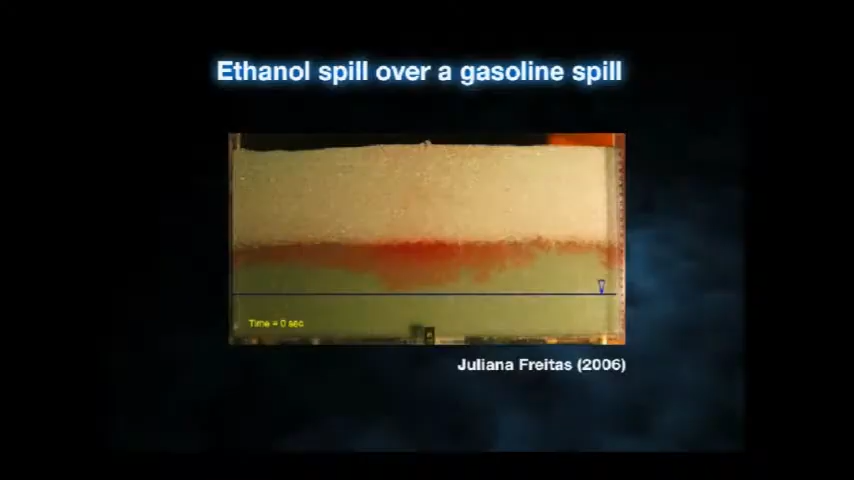 Ethanol spill over a gasoline spill
Time = 0 sec
Juliana Freitas (2006)